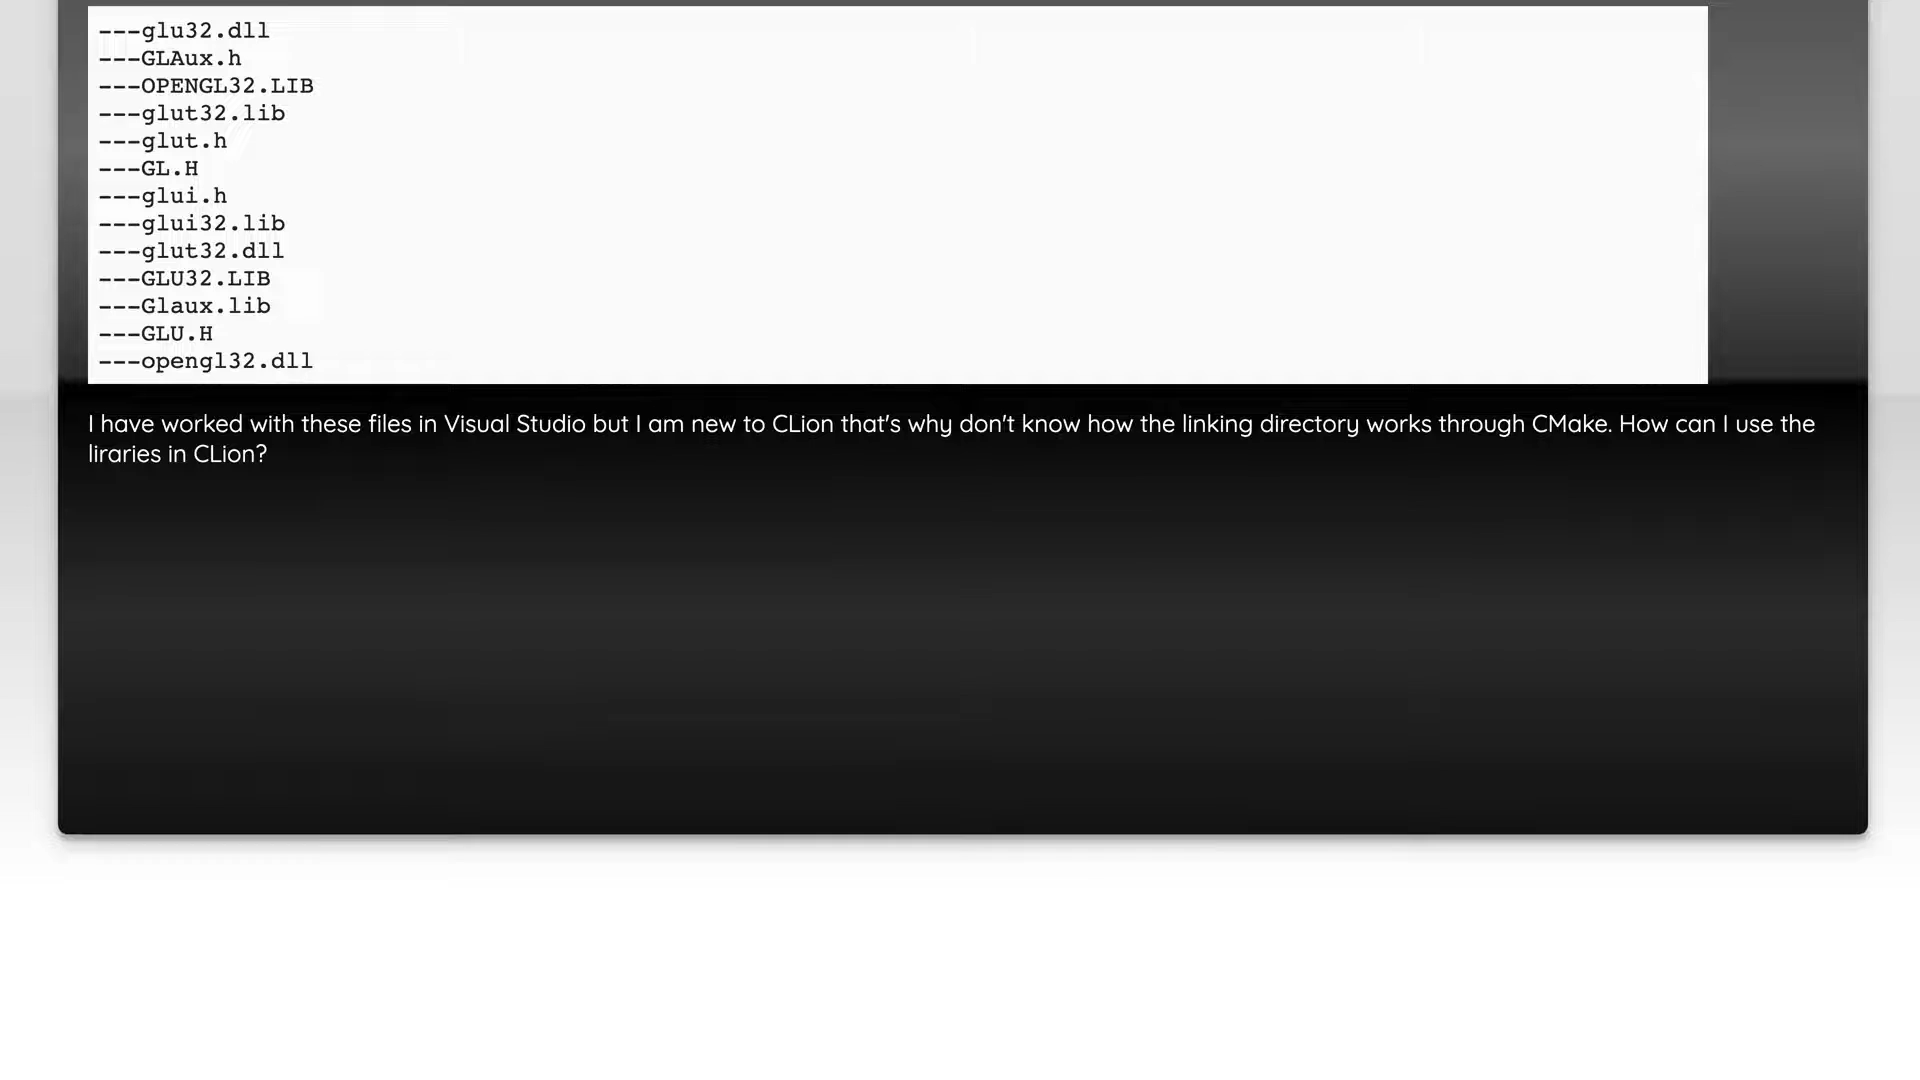 ---glu32.dll
---GLAux.h
---OPENGL32.LIB
---glut32.lib
---glut.h
---GL.H
---glui.h
---glui32.lib
---glut32.dll
---GLU32.LIB
---Glaux.lib
---GLU.H
---opengl32.dll
I have worked with these files in Visual Studio but I am new to CLion that's why don't know how the linking directory works through CMake. How can I use the
liraries in CLion?